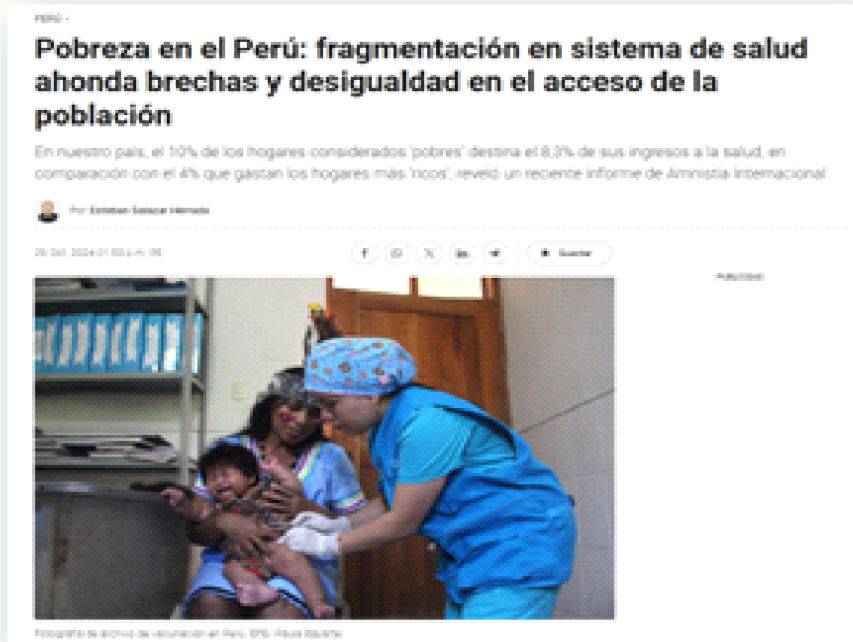 PERÚ -
Pobreza en el Perú: fragmentación en sistema de salud
ahonda brechas y desigualdad en el acceso de la
población
En nuestro país, el 10% de los hogares considerados 'pobres' destina el 8,3% de sus ingresos a la salud, en
comparación con el 4% que gastan los hogares más 'ricos', reveló un reciente informe de Amnistía Internacional
Por Esteban Salazar Herrada
Guardar
PUBLICIDAD
Fotografía de archivo de vacunación en Perú. EFE